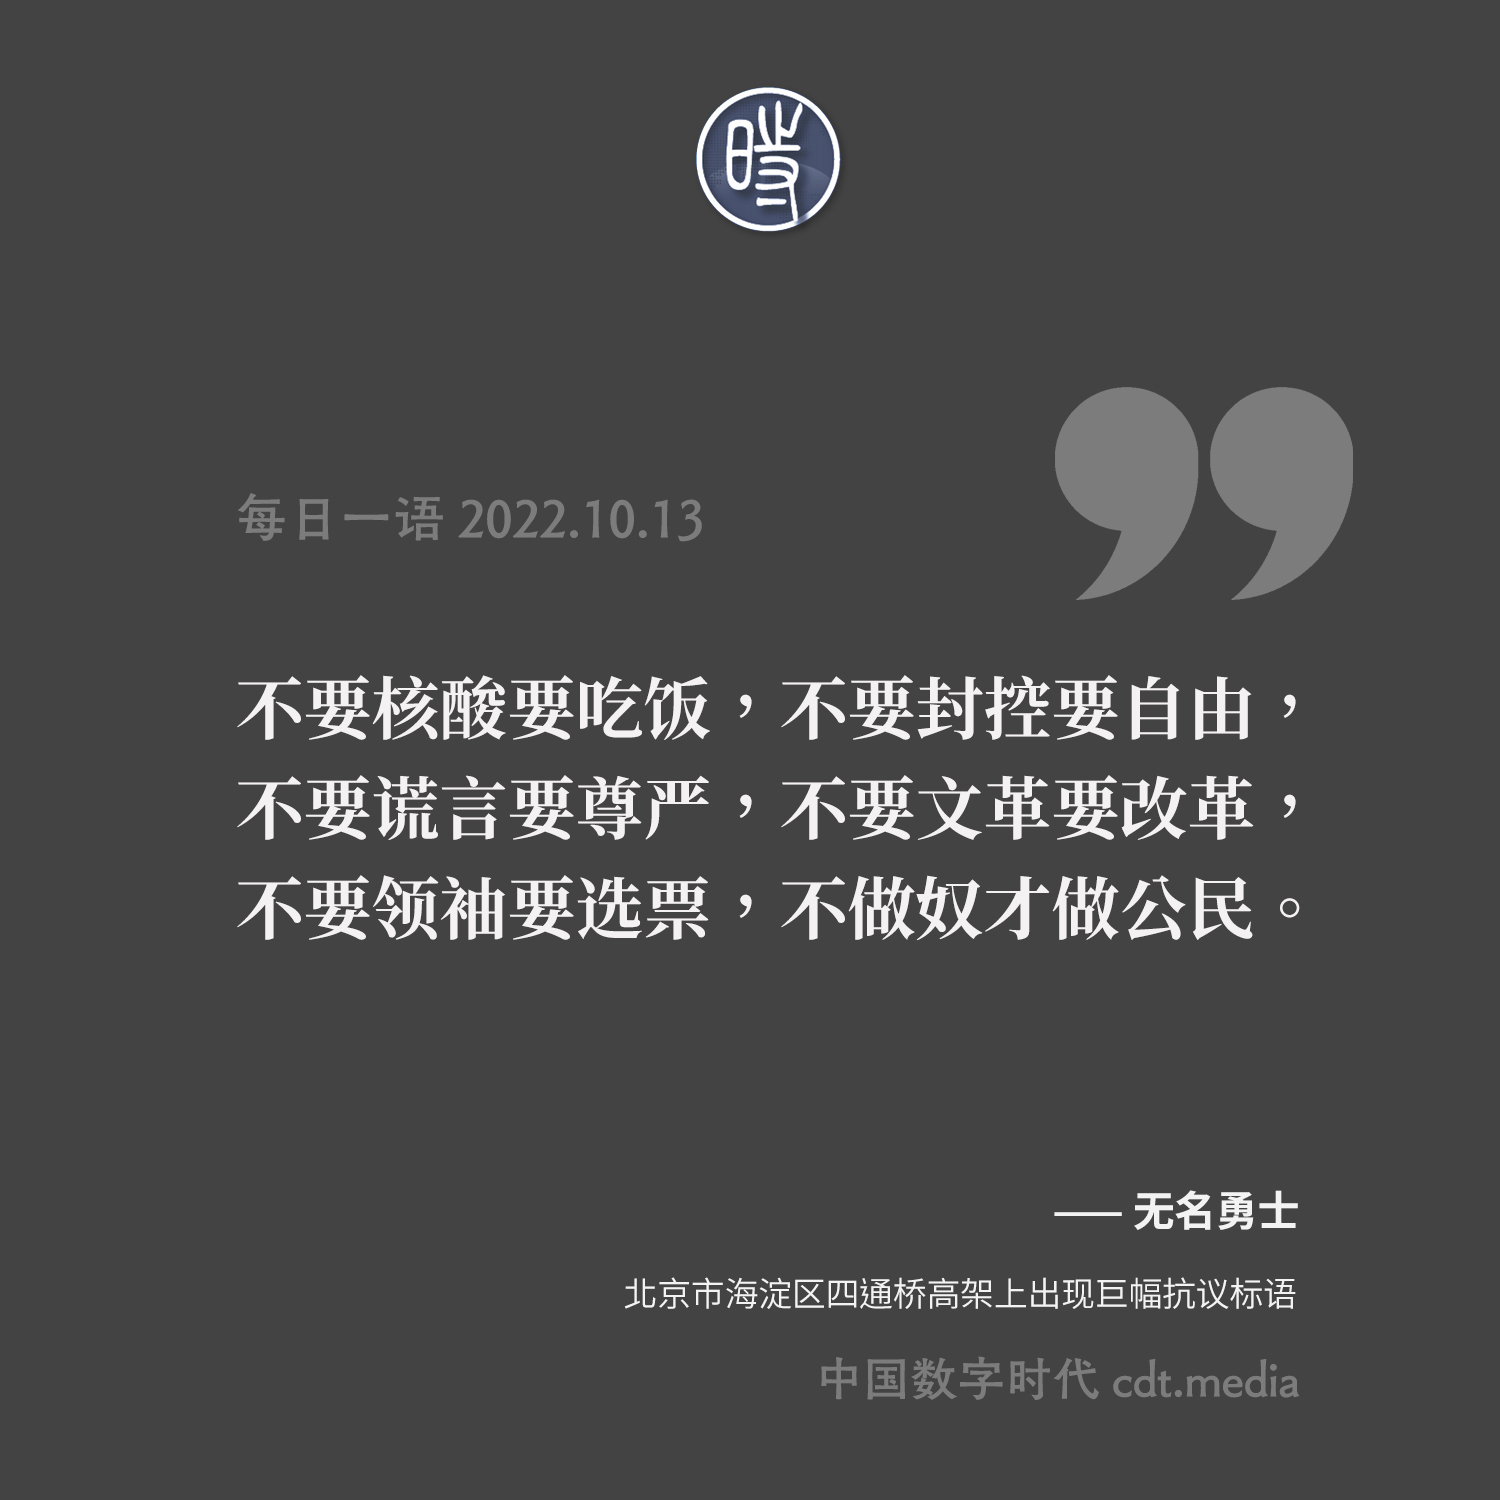 時
每日一语 2022.10.13
不要核酸要吃饭，不要封控要自由，
不要谎言要尊严，不要文革要改革，
不要领袖要选票，不做奴才做公民。
—— 无名勇士
北京市海淀区四通桥高架上出现巨幅抗议标语
中国数字时代 cdt.media